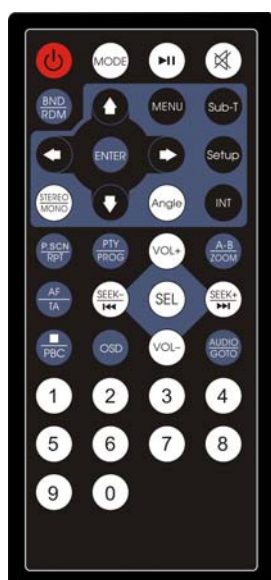 MODE
BND
RDM
MENU
Sub-T
ENTER
Setup
STEREO
MONO
Angle
INT
P.SCN
RPT
PTY
PROG
VOL+
A-B
ZOOM
AF
TA
SEEK-
SEL
SEEK+
PBC
OSD
VOL-
AUDIO
GOTO
1 2 3 4
5 6 7 8
9 0